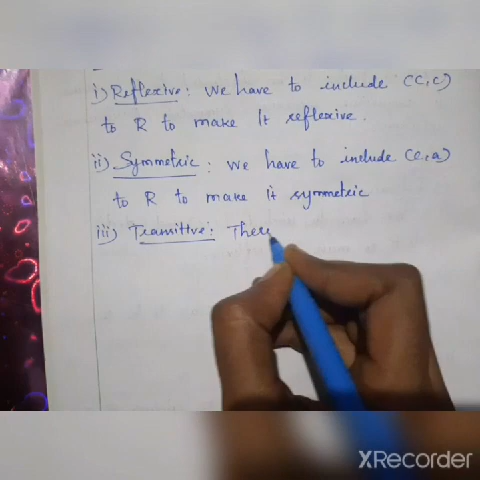 i) Reflexive: We have to include (C, C)
to R to make it reflexive.
ii) Symmetric: We have to include (C, a)
to R to make it symmetric
iii) Transitive: Ther
XRecorder